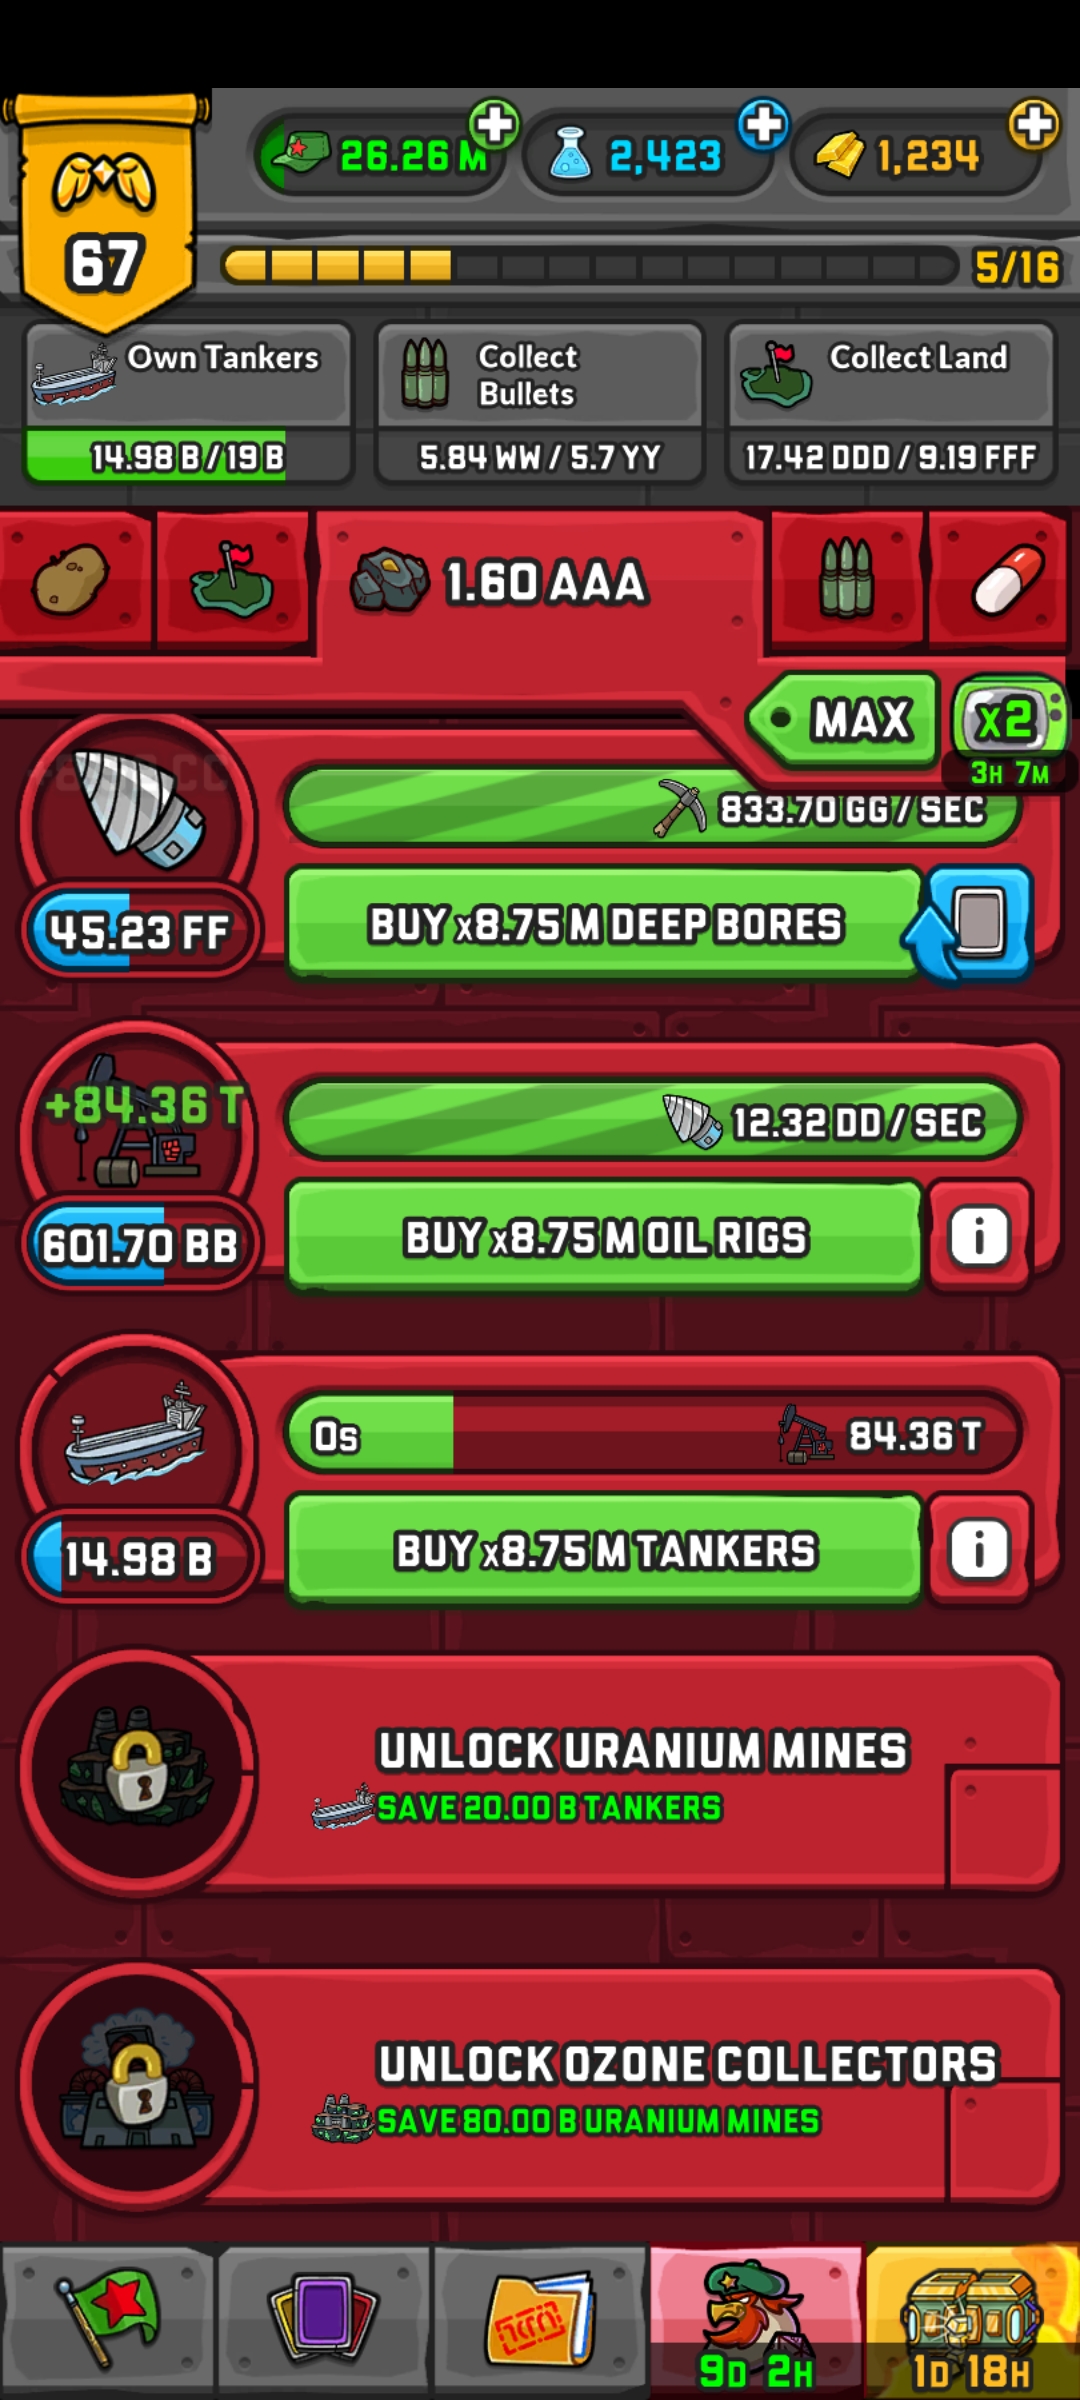 67
26.26 M
2,423
1,234
5/16
Own Tankers
14.98 B / 19 B
Collect
Bullets
5.84 WW / 5.7 YY
Collect Land
17.42 DDD / 9.19 FFF
1.60 AAA
MAX
x2
3H 7M
833.70 GG / SEC
45.23 FF
BUY x8.75 M DEEP BORES
+84.36 T
12.32 DD / SEC
601.70 BB
BUY x8.75 M OIL RIGS
0s
84.36 T
14.98 B
BUY x8.75 M TANKERS
UNLOCK URANIUM MINES
SAVE 20.00 B TANKERS
UNLOCK OZONE COLLECTORS
SAVE 80.00 B URANIUM MINES
9D 2H
1D 18H